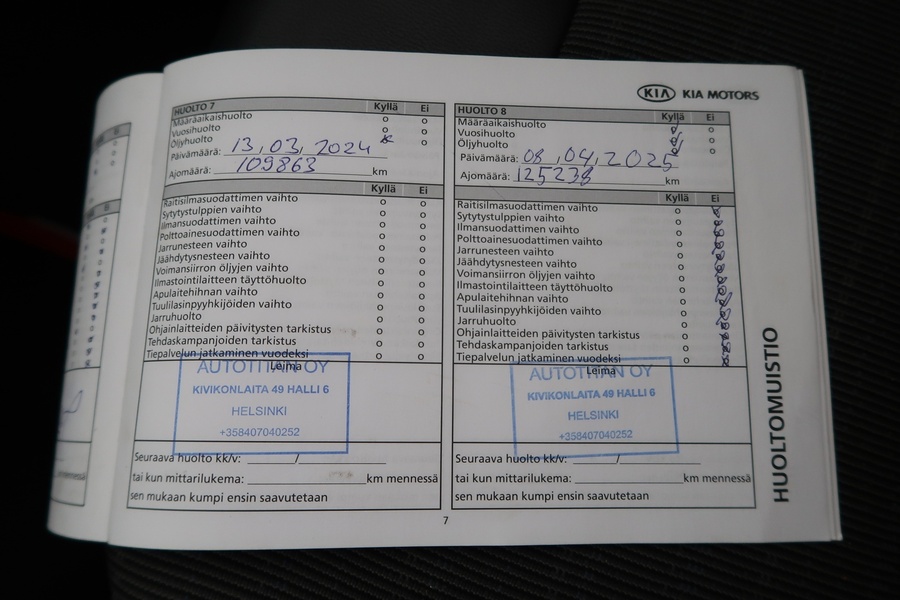 KIA KIA MOTORS
HUOLTO 7 Kyllä Ei
Määräaikaishuolto o o
Vuosihuolto o o
Öljyhuolto o
Päivämäärä: 13,03, 2024
Ajomäärä: 109863 km
Kyllä Ei
Raitisilmasuodattimen vaihto o o
Sytytystulppien vaihto o o
Ilmansuodattimen vaihto o o
Polttoainesuodattimen vaihto o o
Jarrunesteen vaihto o o
Jäähdytysnesteen vaihto o o
Voimansiirron öljyjen vaihto o o
Ilmastointilaitteen täyttöhuolto o o
Apulaitehihnan vaihto o o
Tuulilasinpyyhkijöiden vaihto o o
Jarruhuolto o o
Ohjainlaitteiden päivitysten tarkistus o o
Tehdaskampanjoiden tarkistus o o
Tiepalvelun jatkaminen vuodeksi o o
Leima
AUTOTITAN OY
KIVIKONLAITA 49 HALLI 6
HELSINKI
+358407040252
Seuraava huolto kk/v: /
tai kun mittarilukema: km mennessä
sen mukaan kumpi ensin saavutetaan
HUOLTO 8 Kyllä Ei
Määräaikaishuolto o
Vuosihuolto o
Öljyhuolto o
Päivämäärä: 08,04,2025
Ajomäärä: 125238 km
Kyllä Ei
Raitisilmasuodattimen vaihto o
Sytytystulppien vaihto o
Ilmansuodattimen vaihto o
Polttoainesuodattimen vaihto o
Jarrunesteen vaihto o
Jäähdytysnesteen vaihto o
Voimansiirron öljyjen vaihto o
Ilmastointilaitteen täyttöhuolto o
Apulaitehihnan vaihto o
Tuulilasinpyyhkijöiden vaihto o
Jarruhuolto o
Ohjainlaitteiden päivitysten tarkistus o
Tehdaskampanjoiden tarkistus o
Tiepalvelun jatkaminen vuodeksi o
Leima
AUTOTITAN OY
KIVIKONLAITA 49 HALLI 6
HELSINKI
+358407040252
Seuraava huolto kk/v: /
tai kun mittarilukema: km mennessä
sen mukaan kumpi ensin saavutetaan
HUOLTOMUISTIO
7